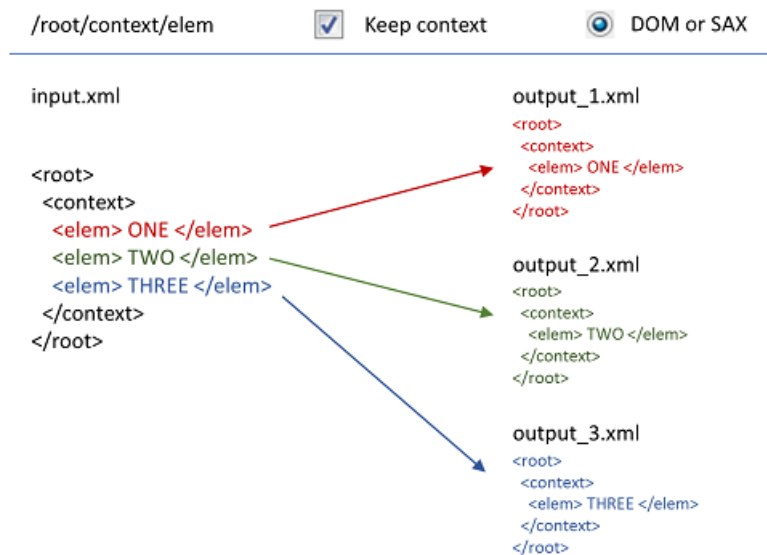 /root/context/elem Keep context DOM or SAX
input.xml
<root>
<context>
<elem> ONE </elem>
<elem> TWO </elem>
<elem> THREE </elem>
</context>
</root>
output_1.xml
<root>
<context>
<elem> ONE </elem>
</context>
</root>
output_2.xml
<root>
<context>
<elem> TWO </elem>
</context>
</root>
output_3.xml
<root>
<context>
<elem> THREE </elem>
</context>
</root>